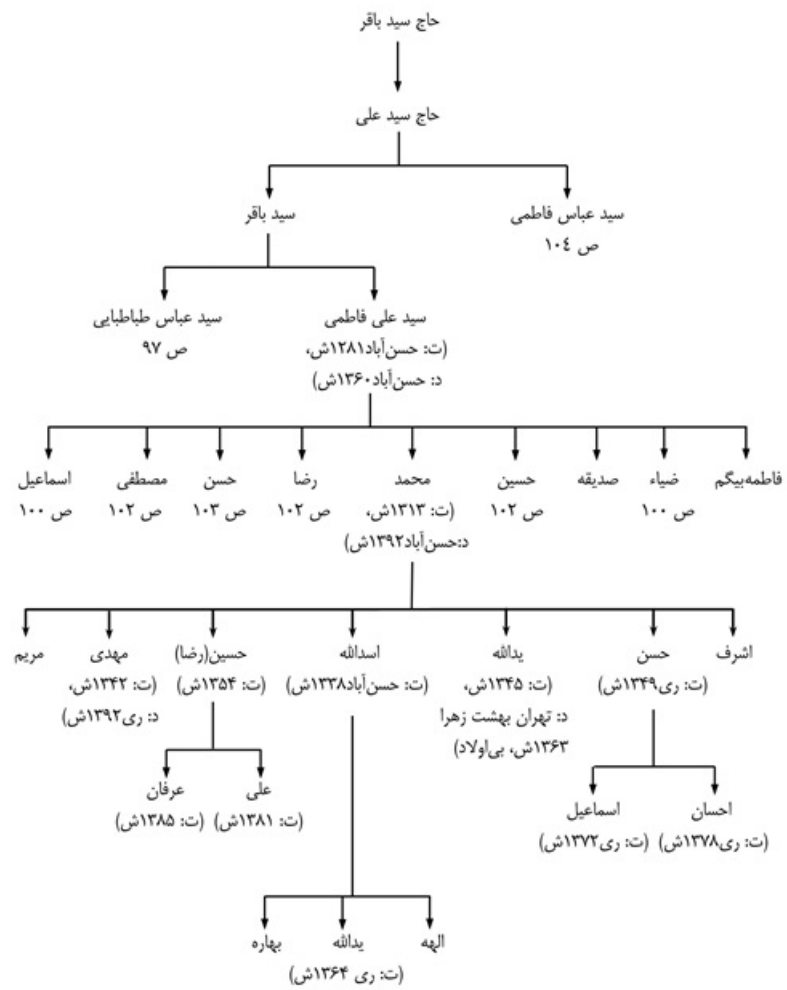 حاج سید باقر
حاج سید علی
سید عباس فاطمی
ص ١٠٤
سید باقر
سید علی فاطمی
(ت: حسن‌آباد۱۲۸۱ش،
د: حسن‌آباد۱۳۶۰ش)
سید عباس طباطبایی
ص ۹۷
فاطمه‌بیگم
ضیاء
ص ۱۰۰
صدیقه
حسین
ص ۱۰۲
محمد
(ت: ۱۳۱۳ش،
د:حسن‌آباد۱۳۹۲ش)
رضا
ص ۱۰۲
حسن
ص ۱۰۳
مصطفی
ص ۱۰۲
اسماعیل
ص ۱۰۰
اشرف
حسن
(ت: ری۱۳۴۹ش)
یدالله
(ت: ۱۳۴۵ش،
د: تهران بهشت زهرا
۱۳۶۳ش، بی‌اولاد)
اسدالله
(ت: حسن‌آباد۱۳۳۸ش)
حسین(رضا)
(ت: ۱۳۵۴ش)
مهدی
(ت: ۱۳۴۲ش،
د: ری۱۳۹۲ش)
مریم
احسان
(ت: ری۱۳۷۸ش)
اسماعیل
(ت: ری۱۳۷۲ش)
علی
(ت: ۱۳۸۱ش)
عرفان
(ت: ۱۳۸۵ش)
الهه
یدالله
(ت: ری ۱۳۶۴ش)
بهاره